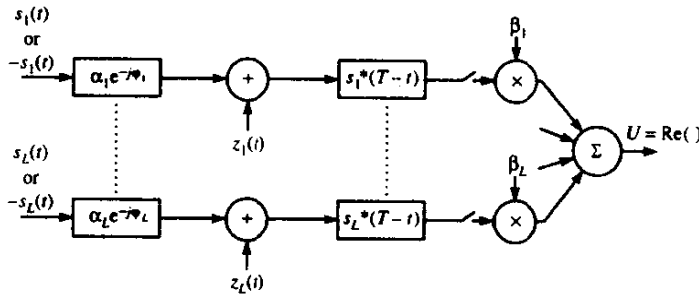 s₁(t)
or
-s₁(t)
α₁e^{-jφ₁}
+
z₁(t)
s₁*(T-t)
β₁
×
Σ
U = Re( )
s_L(t)
or
-s_L(t)
α_Le^{-jφ_L}
+
z_L(t)
s_L*(T-t)
β_L
×